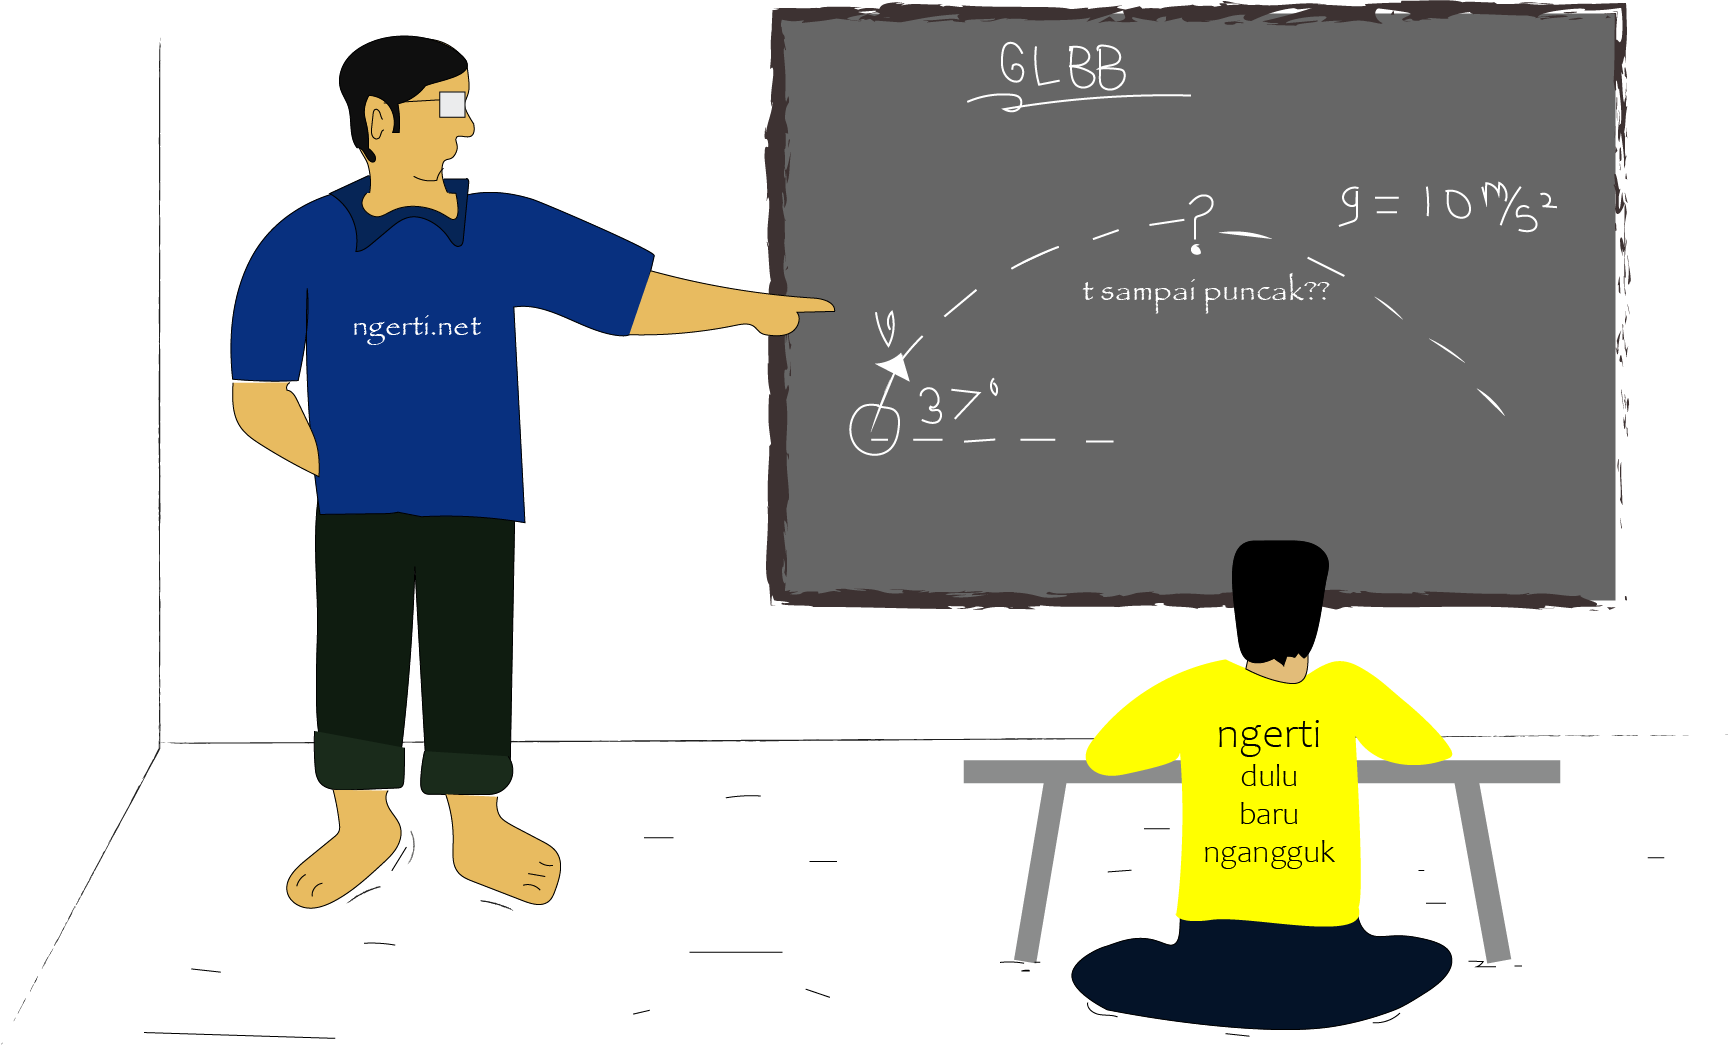 GLBB
g = 10 m/s²
?
t sampai puncak??
V
37°
ngerti.net
ngerti
dulu
baru
ngangguk